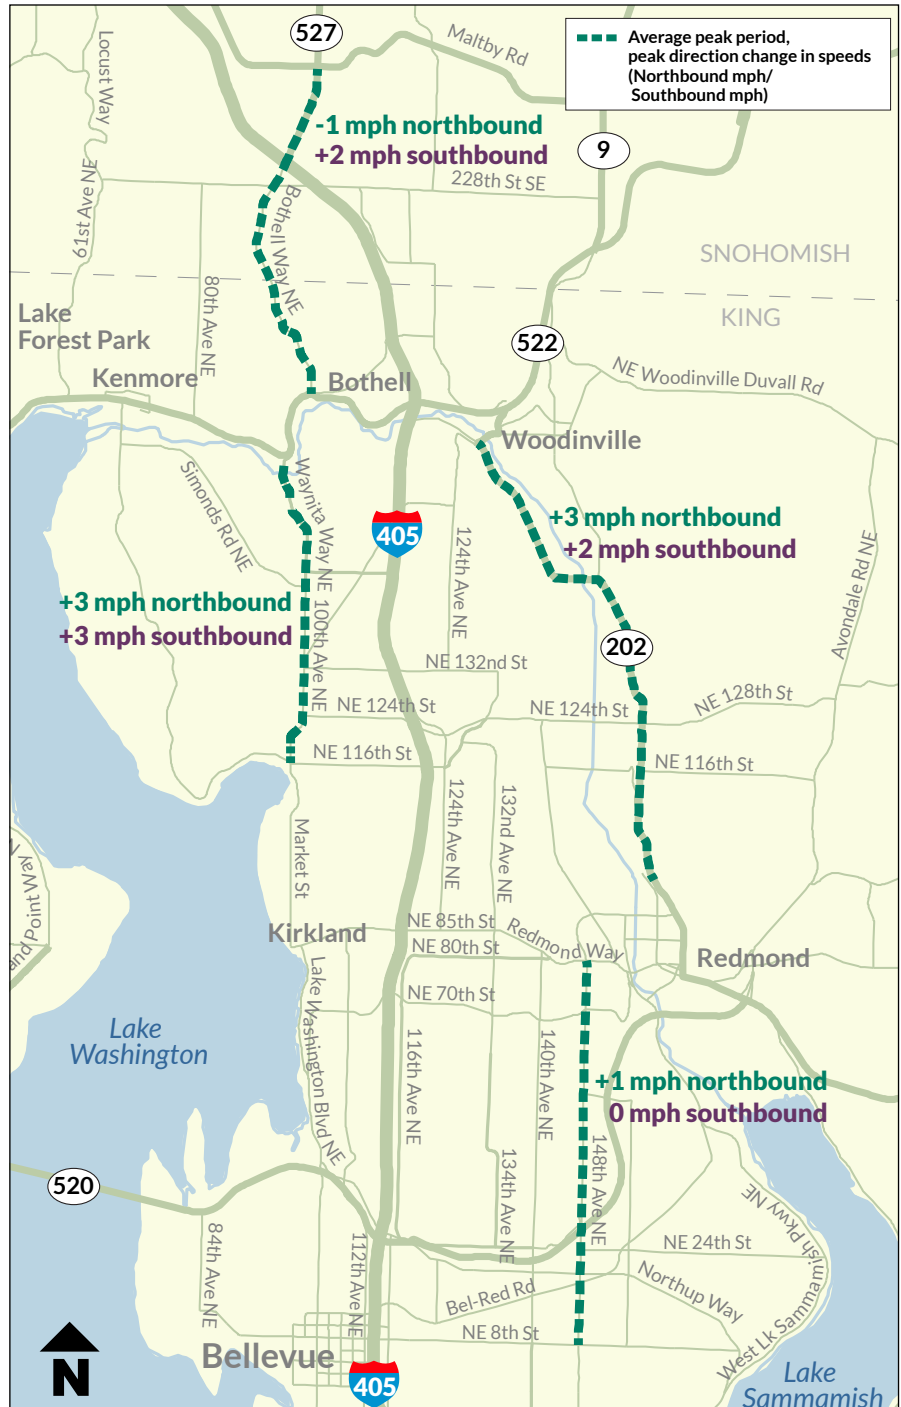 527
Maltby Rd
Average peak period,
peak direction change in speeds
(Northbound mph/
Southbound mph)
Locust Way
-1 mph northbound
+2 mph southbound
9
228th St SE
61st Ave NE
Bothell Way NE
SNOHOMISH
KING
80th Ave NE
Lake
Forest Park
522
Kenmore
Bothell
NE Woodinville Duvall Rd
Woodinville
Simonds Rd NE
Waynita Way NE
405
124th Ave NE
+3 mph northbound
+2 mph southbound
Avondale Rd NE
+3 mph northbound
+3 mph southbound
100th Ave NE
202
NE 132nd St
NE 124th St
NE 124th St
NE 128th St
NE 116th St
NE 116th St
124th Ave NE
132nd Ave NE
Market St
Point Way N
NE 85th St
Redmond Way
Kirkland
NE 80th St
Redmond
NE 70th St
Lake Washington Blvd NE
Lake
Washington
116th Ave NE
140th Ave NE
+1 mph northbound
0 mph southbound
148th Ave NE
134th Ave NE
520
West Lk Sammamish Pkwy NE
84th Ave NE
112th Ave NE
NE 24th St
Northup Way
Bel-Red Rd
NE 8th St
Bellevue
N
405
Lake
Sammamish